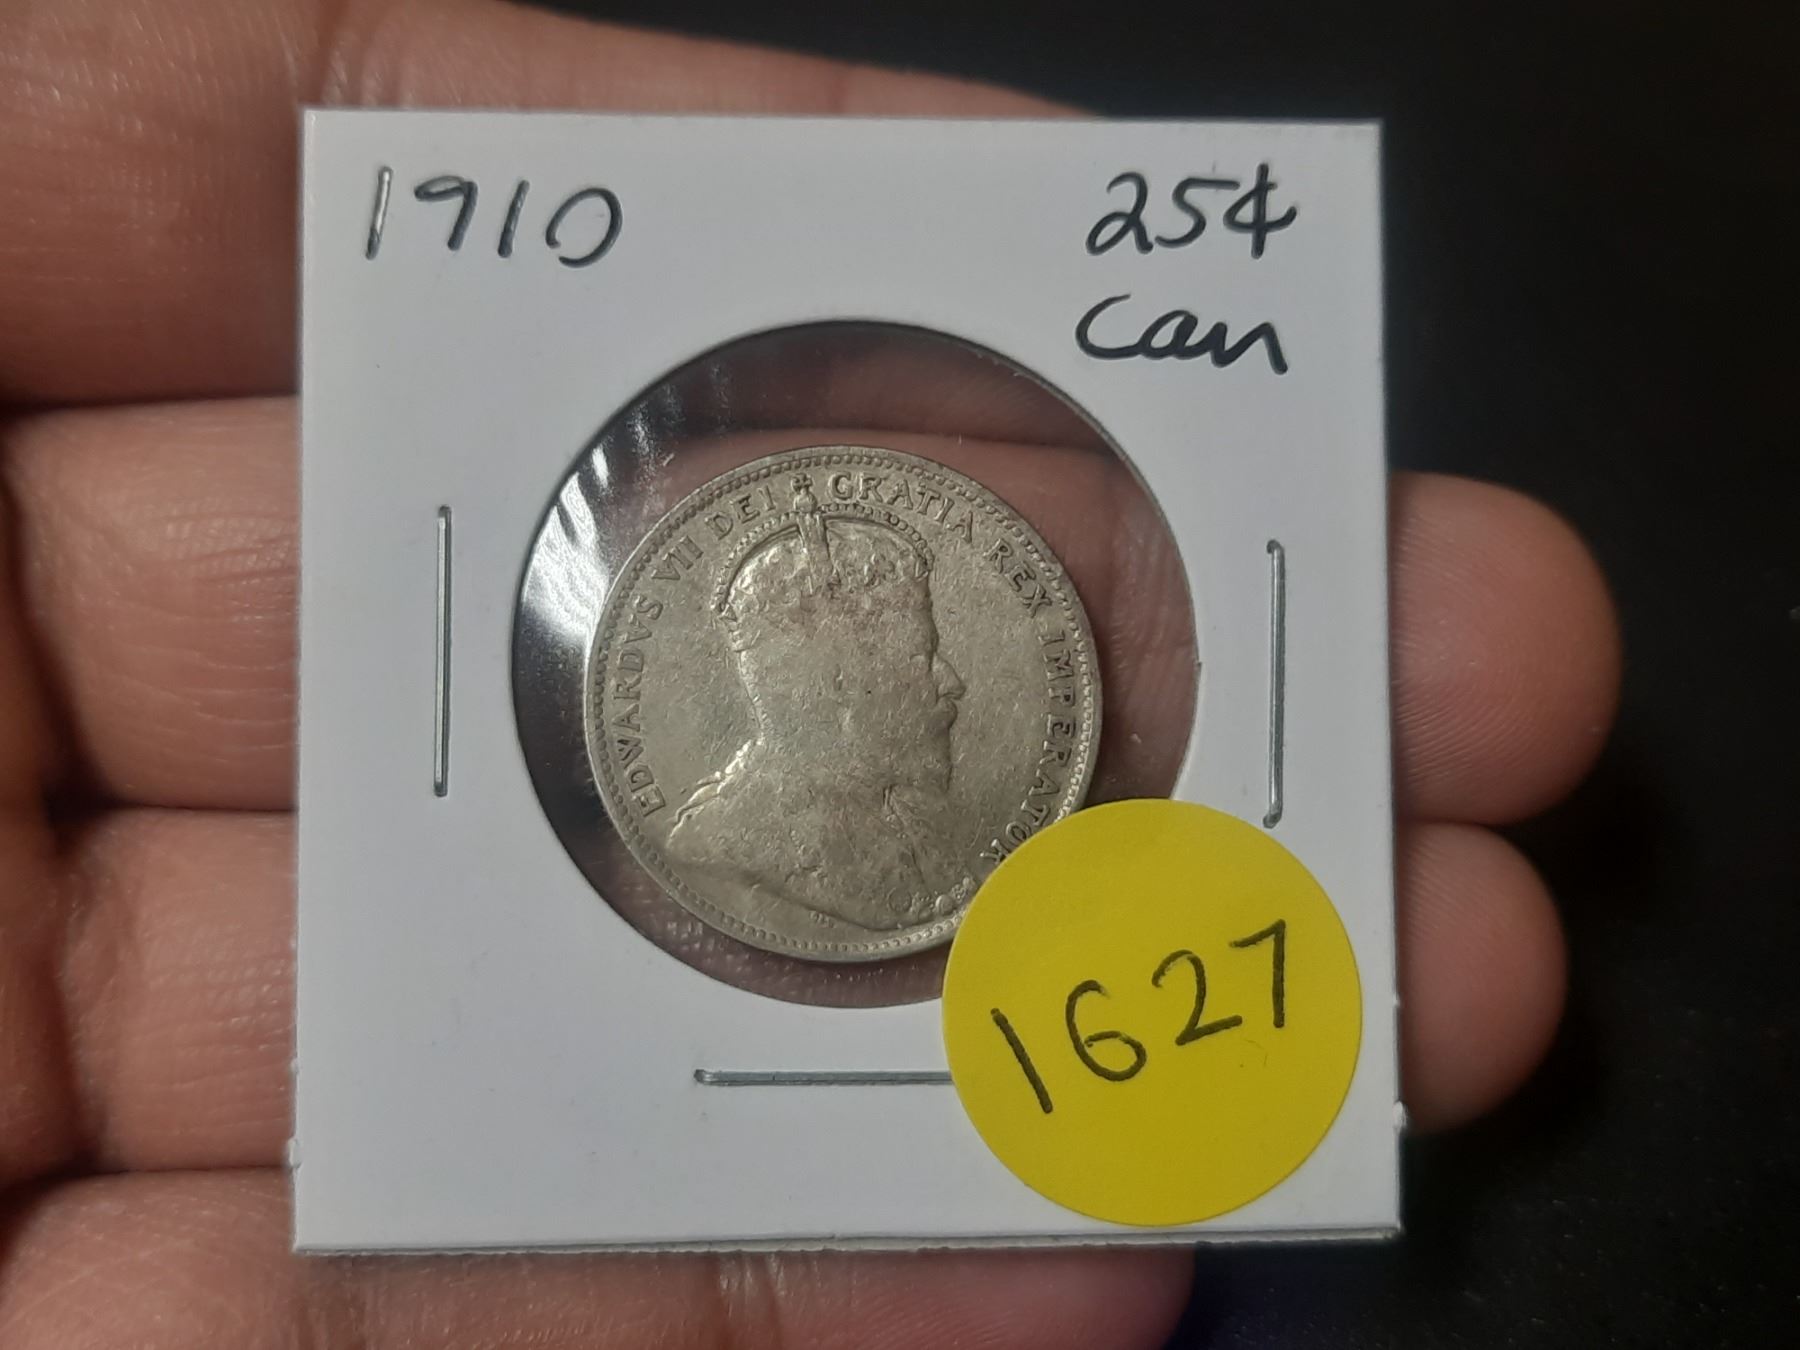 1910
25¢
Can
EDWARDVS VII DEI GRATIA REX IMPERATOR
1627